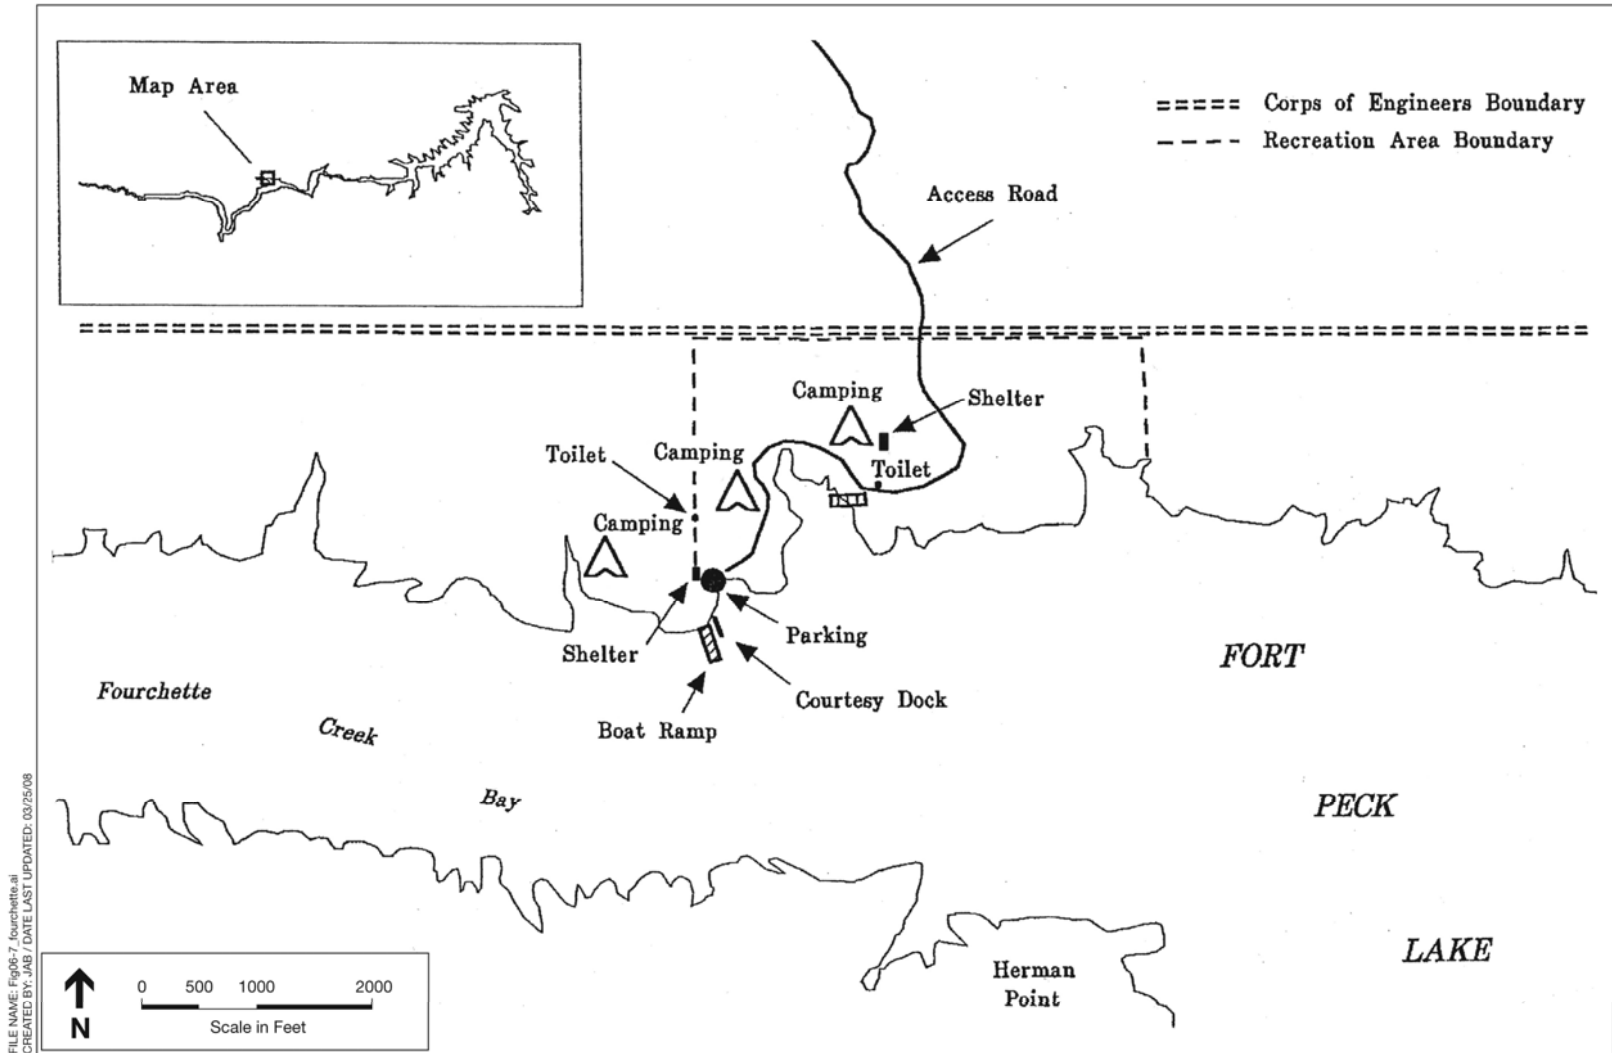 Map Area
Corps of Engineers Boundary
Recreation Area Boundary
Access Road
Camping
Shelter
Toilet
Camping
Toilet
Camping
Parking
Shelter
Courtesy Dock
Boat Ramp
Fourchette
Creek
Bay
FORT
PECK
LAKE
Herman
Point
N
0 500 1000 2000
Scale in Feet
FILE NAME: Fig06-7_fourchette.ai
CREATED BY: JAB / DATE LAST UPDATED: 03/25/08